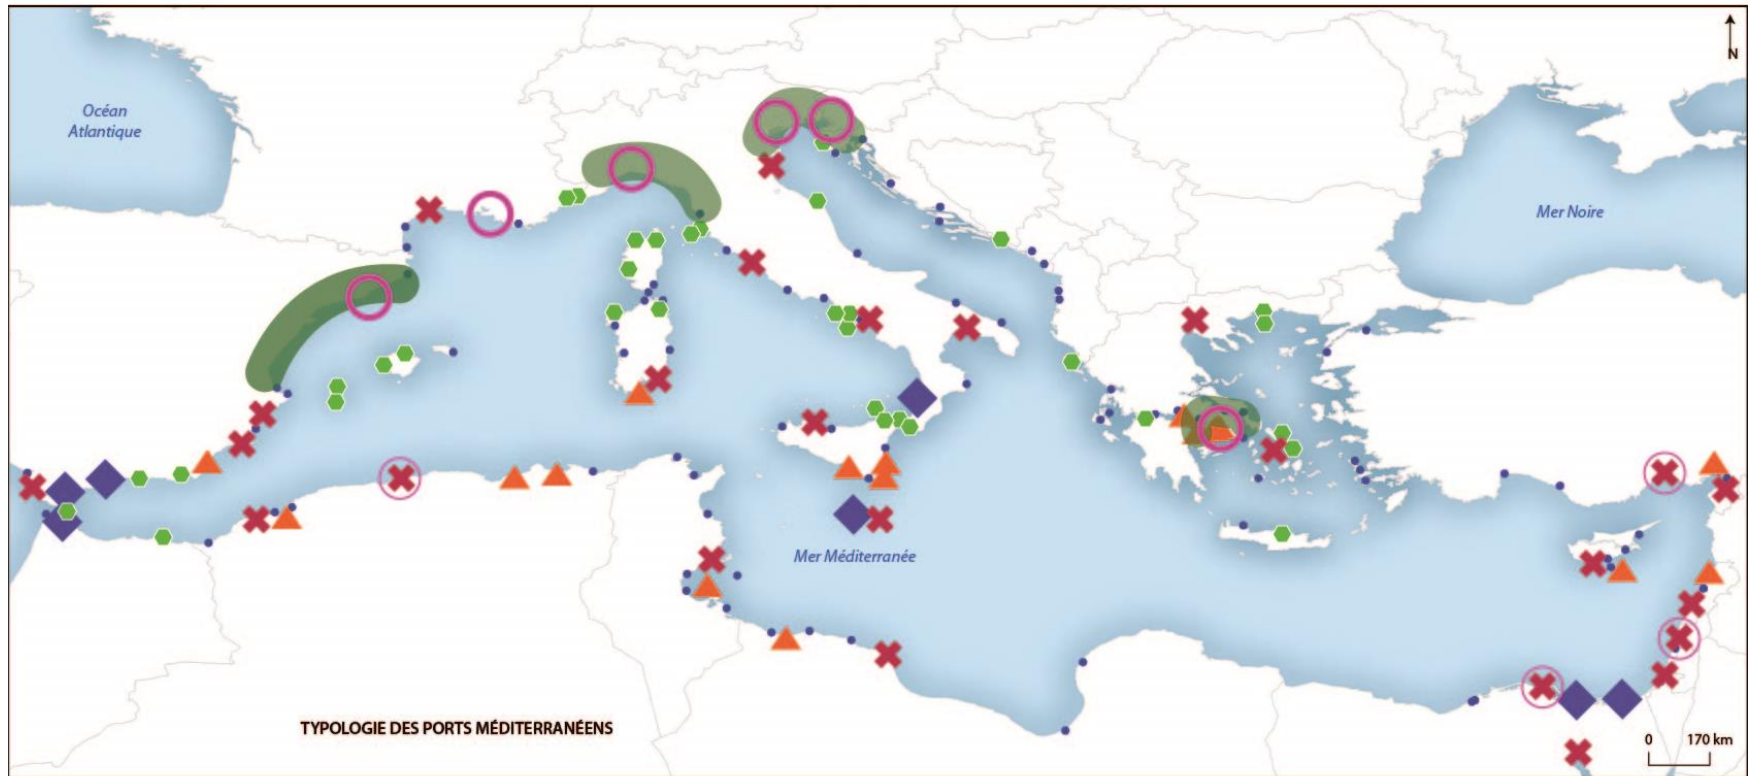 N
Océan
Atlantique
Mer Noire
Mer Méditerranée
TYPOLOGIE DES PORTS MÉDITERRANÉENS
0 170 km